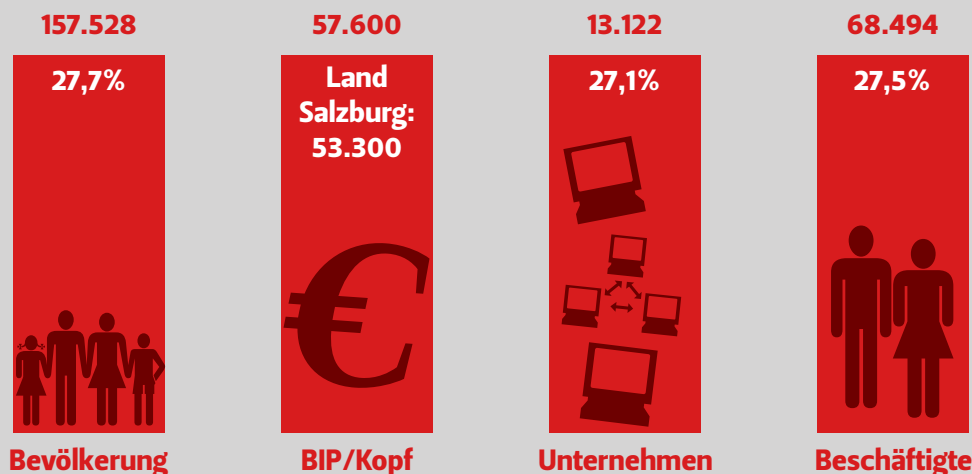 157.528
27,7%
Bevölkerung
57.600
Land
Salzburg:
53.300
€
BIP/Kopf
13.122
27,1%
Unternehmen
68.494
27,5%
Beschäftigte